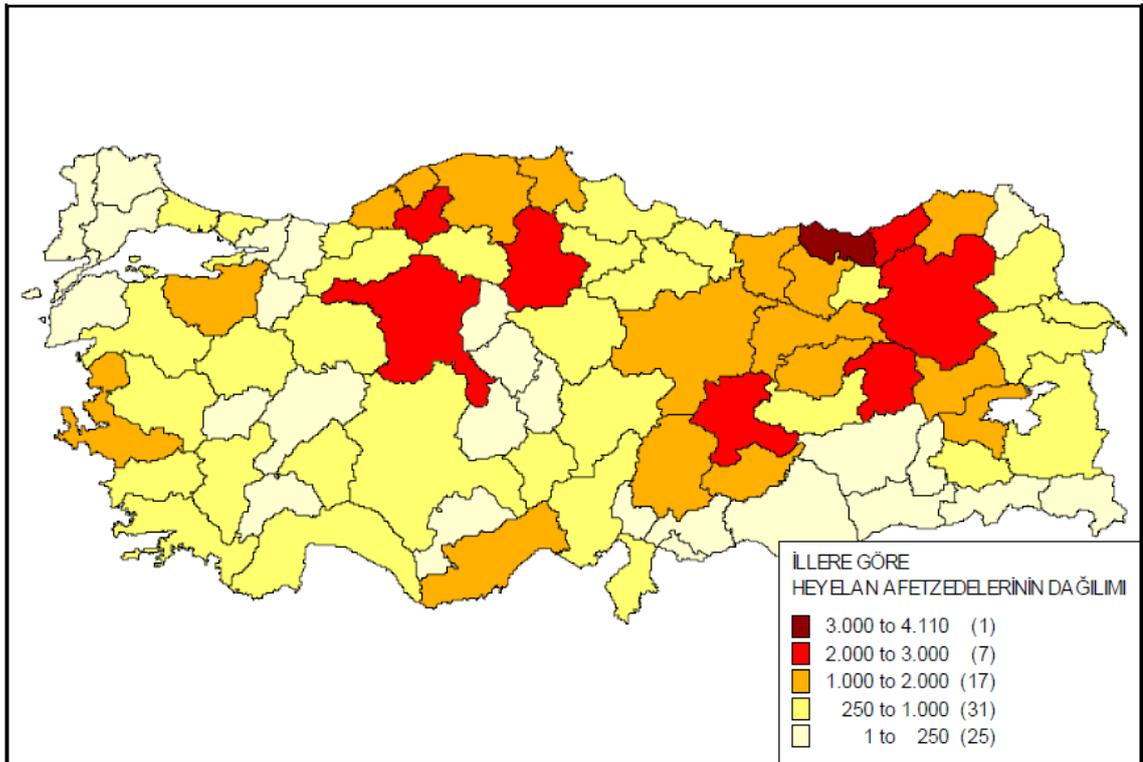 İLLERE GÖRE
HEYELAN AFETZEDELERİNİN DAĞILIMI
3.000 to 4.110 (1)
2.000 to 3.000 (7)
1.000 to 2.000 (17)
250 to 1.000 (31)
1 to 250 (25)